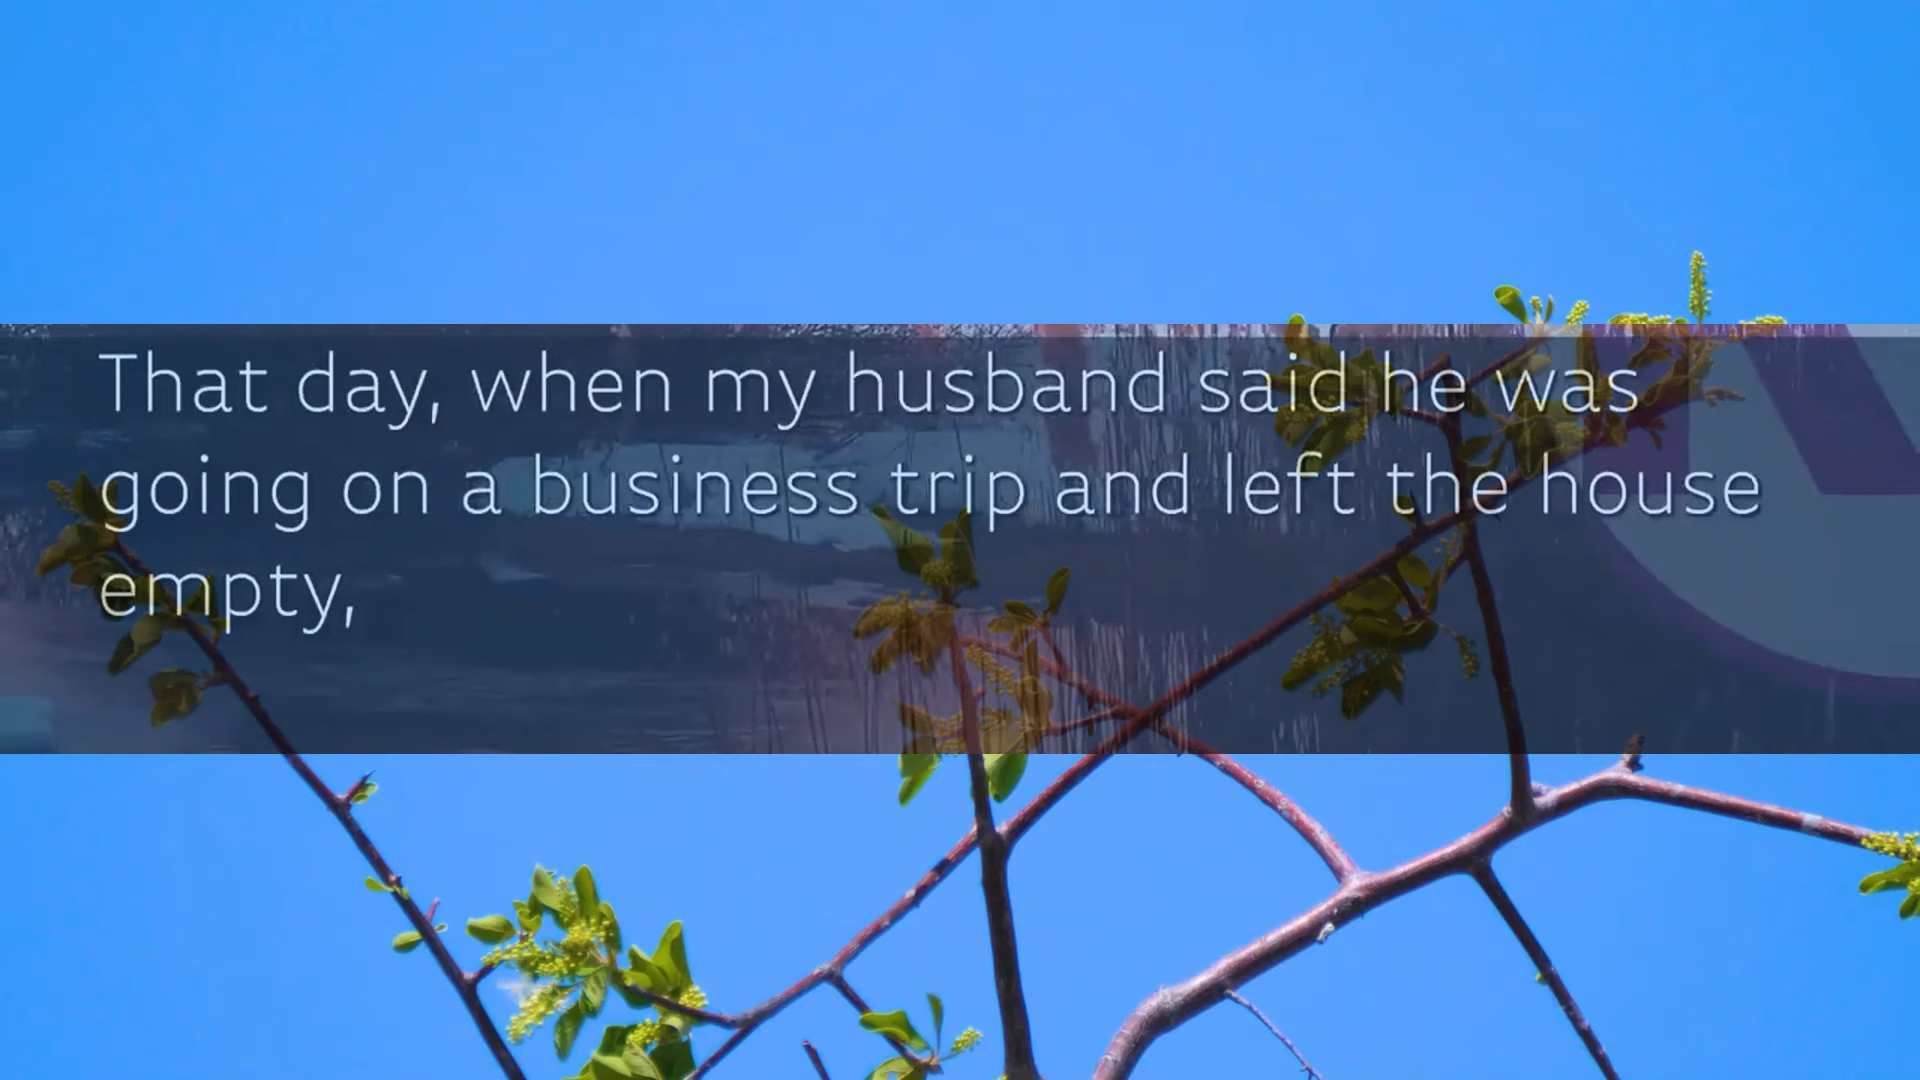 That day, when my husband said he was
going on a business trip and left the house
empty,